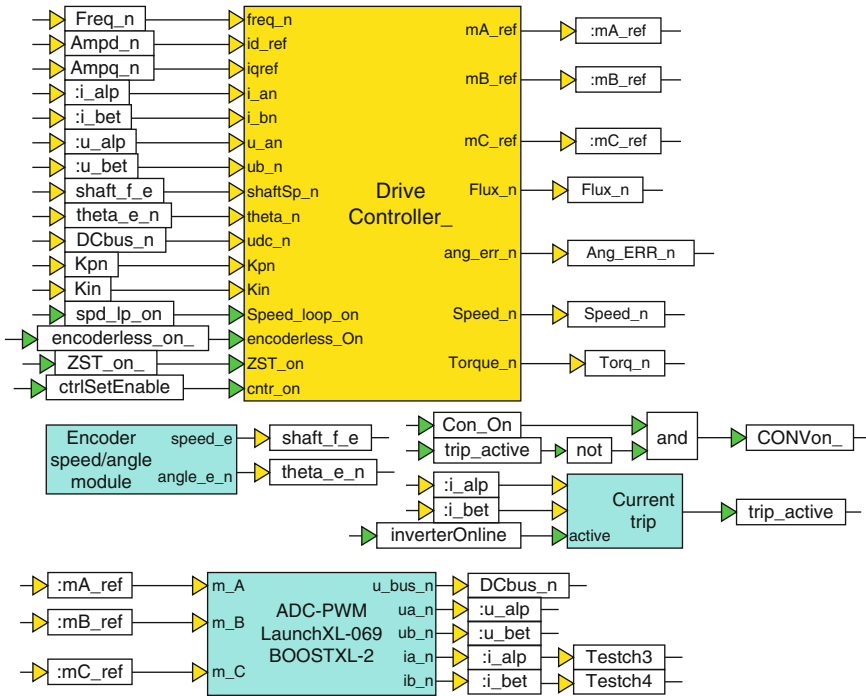 Freq_n freq_n mA_ref :mA_ref
Ampd_n id_ref
Ampq_n iqref mB_ref :mB_ref
:i_alp i_an
:i_bet i_bn
:u_alp u_an mC_ref :mC_ref
:u_bet ub_n
shaft_f_e shaftSp_n Drive Flux_n Flux_n
theta_e_n theta_n Controller_
DCbus_n udc_n ang_err_n Ang_ERR_n
Kpn Kpn
Kin Kin
spd_lp_on Speed_loop_on Speed_n Speed_n
encoderless_on_ encoderless_On
ZST_on_ ZST_on Torque_n Torq_n
ctrlSetEnable cntr_on
Encoder
speed/angle
module
speed_e shaft_f_e
angle_e_n theta_e_n
Con_On
trip_active not and CONVon_
:i_alp
:i_bet
inverterOnline active
Current
trip
trip_active
:mA_ref m_A
:mB_ref m_B
:mC_ref m_C
ADC-PWM
LaunchXL-069
BOOSTXL-2
u_bus_n DCbus_n
ua_n :u_alp
ub_n :u_bet
ia_n :i_alp Testch3
ib_n :i_bet Testch4